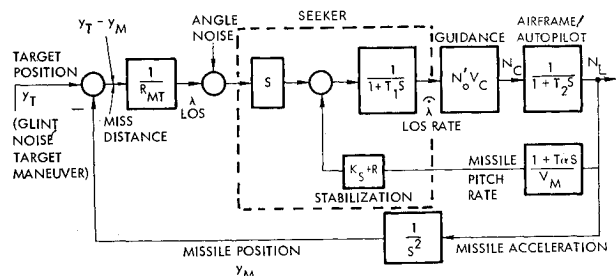 y_T - y_M
ANGLE
NOISE
SEEKER
AIRFRAME/
AUTOPILOT
GUIDANCE
TARGET
POSITION
y_T
(GLINT
NOISE/
TARGET
MANEUVER)
−
MISS
DISTANCE
1
R_MT
λ
LOS
S
1
1 + T_1 S
λ̂
LOS RATE
N'_o V_C
N_C
1
1 + T_2 S
N_L
K_S + R
STABILIZATION
MISSILE
PITCH
RATE
1 + Tα S
V_M
MISSILE POSITION
y_M
1
S^2
MISSILE ACCELERATION